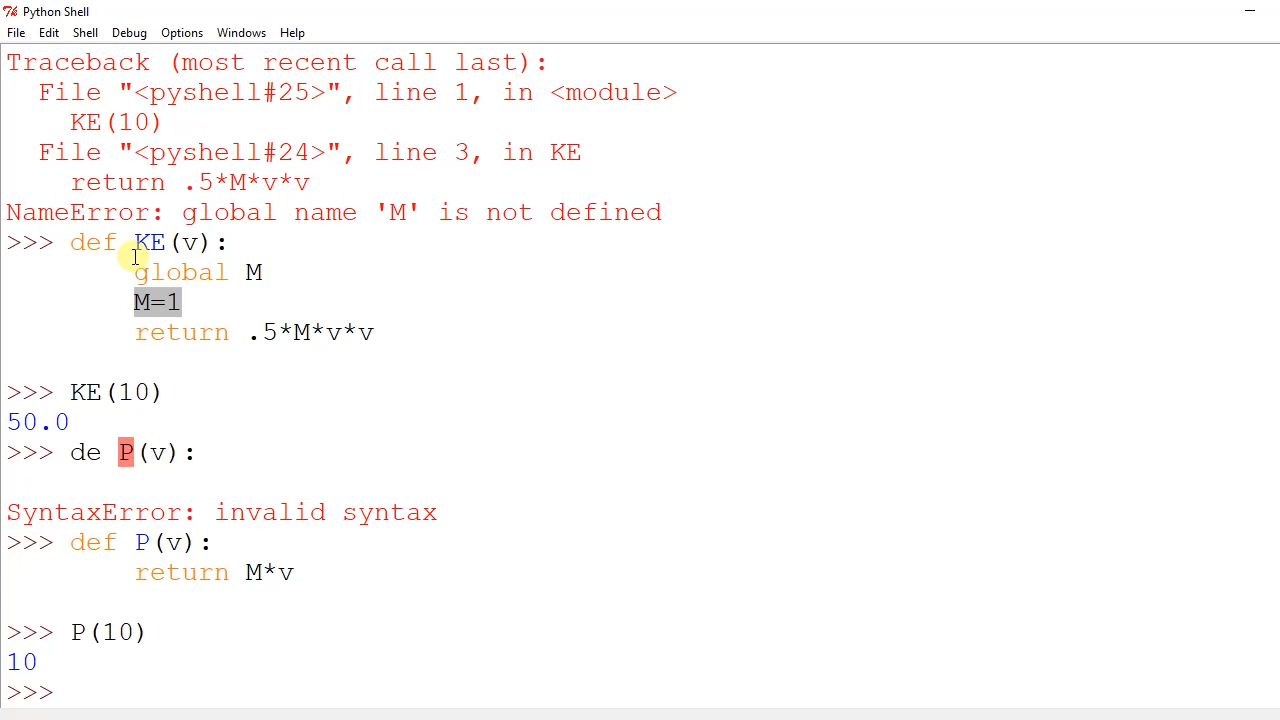 Python Shell
File Edit Shell Debug Options Windows Help
Traceback (most recent call last):
  File "<pyshell#25>", line 1, in <module>
    KE(10)
  File "<pyshell#24>", line 3, in KE
    return .5*M*v*v
NameError: global name 'M' is not defined
>>> def KE(v):
        global M
        M=1
        return .5*M*v*v
>>> KE(10)
50.0
>>> de P(v):
SyntaxError: invalid syntax
>>> def P(v):
        return M*v
>>> P(10)
10
>>>